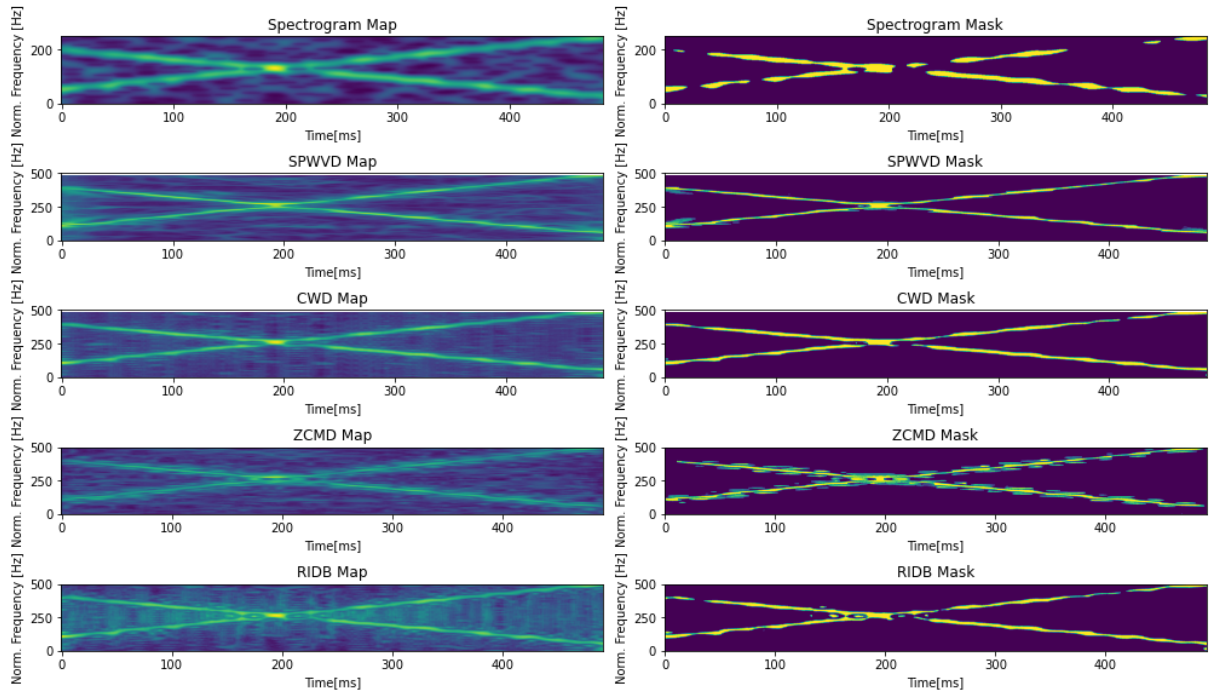 Spectrogram Map
Norm. Frequency [Hz]
200
0
0 100 200 300 400
Time[ms]
Spectrogram Mask
Norm. Frequency [Hz]
200
0
0 100 200 300 400
Time[ms]
SPWVD Map
Norm. Frequency [Hz]
500
250
0
0 100 200 300 400
Time[ms]
SPWVD Mask
Norm. Frequency [Hz]
500
250
0
0 100 200 300 400
Time[ms]
CWD Map
Norm. Frequency [Hz]
500
250
0
0 100 200 300 400
Time[ms]
CWD Mask
Norm. Frequency [Hz]
500
250
0
0 100 200 300 400
Time[ms]
ZCMD Map
Norm. Frequency [Hz]
500
250
0
0 100 200 300 400
Time[ms]
ZCMD Mask
Norm. Frequency [Hz]
500
250
0
0 100 200 300 400
Time[ms]
RIDB Map
Norm. Frequency [Hz]
500
250
0
0 100 200 300 400
Time[ms]
RIDB Mask
Norm. Frequency [Hz]
500
250
0
0 100 200 300 400
Time[ms]